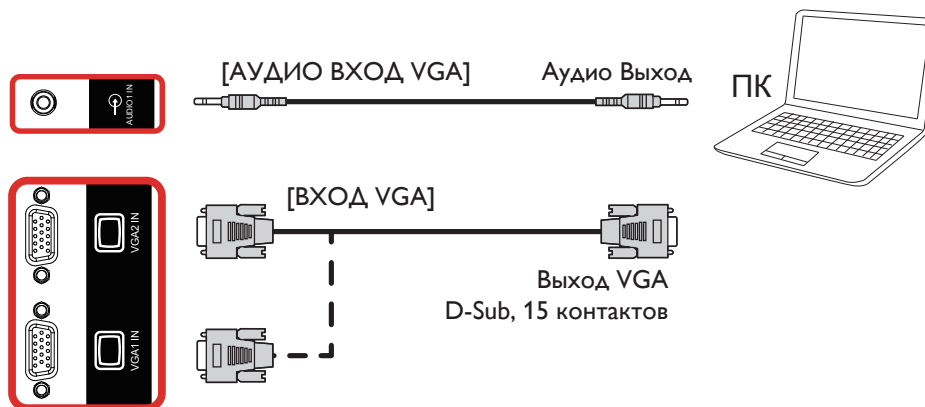 [АУДИО ВХОД VGA]
Аудио Выход
ПК
AUDIO1 IN
[ВХОД VGA]
VGA2 IN
Выход VGA
D-Sub, 15 контактов
VGA1 IN